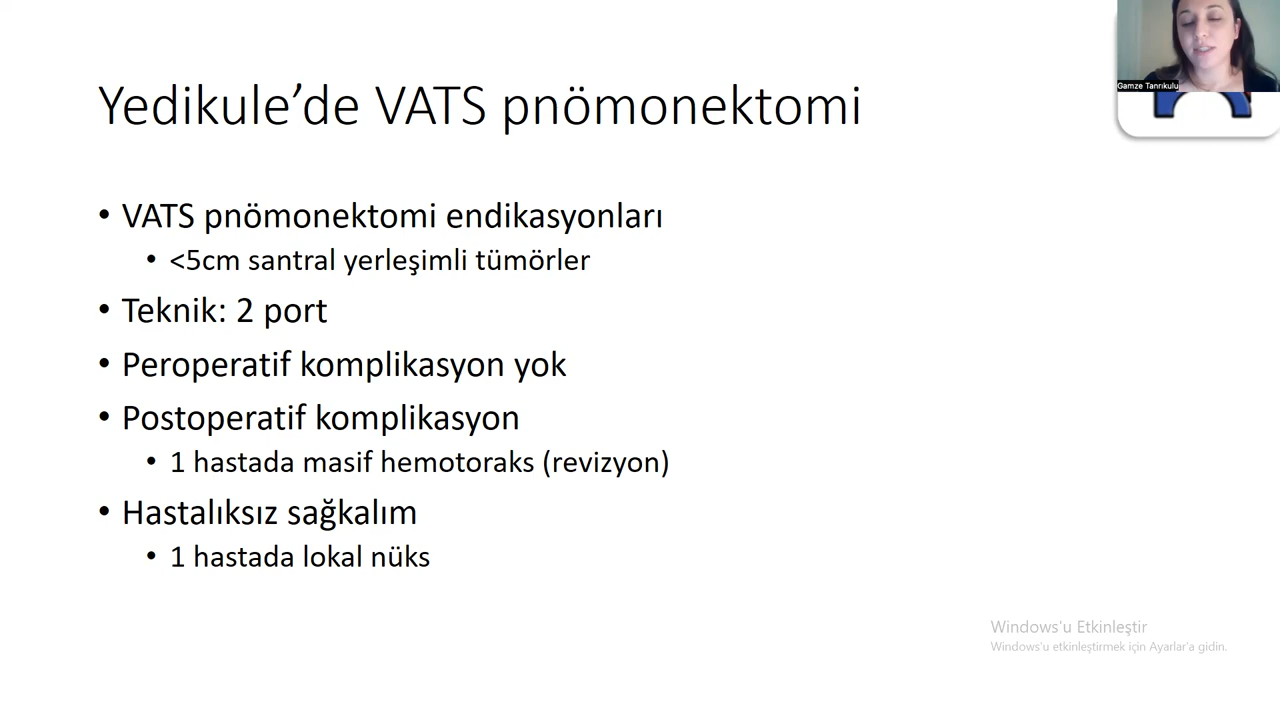 Gamze Tanrıkulu
Yedikule’de VATS pnömonektomi
• VATS pnömonektomi endikasyonları
• <5cm santral yerleşimli tümörler
• Teknik: 2 port
• Peroperatif komplikasyon yok
• Postoperatif komplikasyon
• 1 hastada masif hemotoraks (revizyon)
• Hastalıksız sağkalım
• 1 hastada lokal nüks
Windows'u Etkinleştir
Windows'u etkinleştirmek için Ayarlar'a gidin.